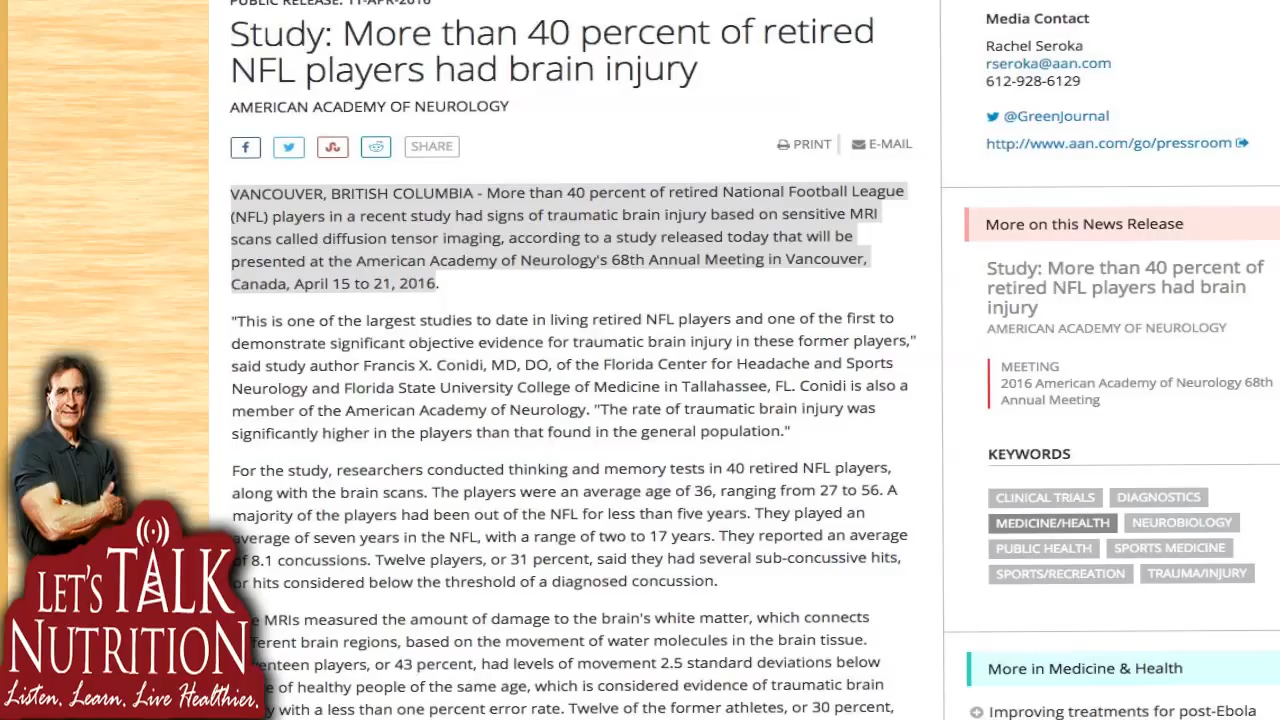 PUBLIC RELEASE: 11-APR-2016
Study: More than 40 percent of retired
NFL players had brain injury
AMERICAN ACADEMY OF NEUROLOGY
f
SHARE
PRINT
E-MAIL
VANCOUVER, BRITISH COLUMBIA - More than 40 percent of retired National Football League
(NFL) players in a recent study had signs of traumatic brain injury based on sensitive MRI
scans called diffusion tensor imaging, according to a study released today that will be
presented at the American Academy of Neurology's 68th Annual Meeting in Vancouver,
Canada, April 15 to 21, 2016.
"This is one of the largest studies to date in living retired NFL players and one of the first to
demonstrate significant objective evidence for traumatic brain injury in these former players,"
said study author Francis X. Conidi, MD, DO, of the Florida Center for Headache and Sports
Neurology and Florida State University College of Medicine in Tallahassee, FL. Conidi is also a
member of the American Academy of Neurology. "The rate of traumatic brain injury was
significantly higher in the players than that found in the general population."
For the study, researchers conducted thinking and memory tests in 40 retired NFL players,
along with the brain scans. The players were an average age of 36, ranging from 27 to 56. A
majority of the players had been out of the NFL for less than five years. They played an
average of seven years in the NFL, with a range of two to 17 years. They reported an average
of 8.1 concussions. Twelve players, or 31 percent, said they had several sub-concussive hits,
or hits considered below the threshold of a diagnosed concussion.
MRIs measured the amount of damage to the brain's white matter, which connects
brain regions, based on the movement of water molecules in the brain tissue.
players, or 43 percent, had levels of movement 2.5 standard deviations below
of healthy people of the same age, which is considered evidence of traumatic brain
with a less than one percent error rate. Twelve of the former athletes, or 30 percent,
Media Contact
Rachel Seroka
rseroka@aan.com
612-928-6129
@GreenJournal
http://www.aan.com/go/pressroom
More on this News Release
Study: More than 40 percent of
retired NFL players had brain
injury
AMERICAN ACADEMY OF NEUROLOGY
MEETING
2016 American Academy of Neurology 68th
Annual Meeting
KEYWORDS
CLINICAL TRIALS DIAGNOSTICS
MEDICINE/HEALTH NEUROBIOLOGY
PUBLIC HEALTH SPORTS MEDICINE
SPORTS/RECREATION TRAUMA/INJURY
More in Medicine & Health
Improving treatments for post-Ebola
LET'S TALK
NUTRITION
Listen. Learn. Live Healthier.